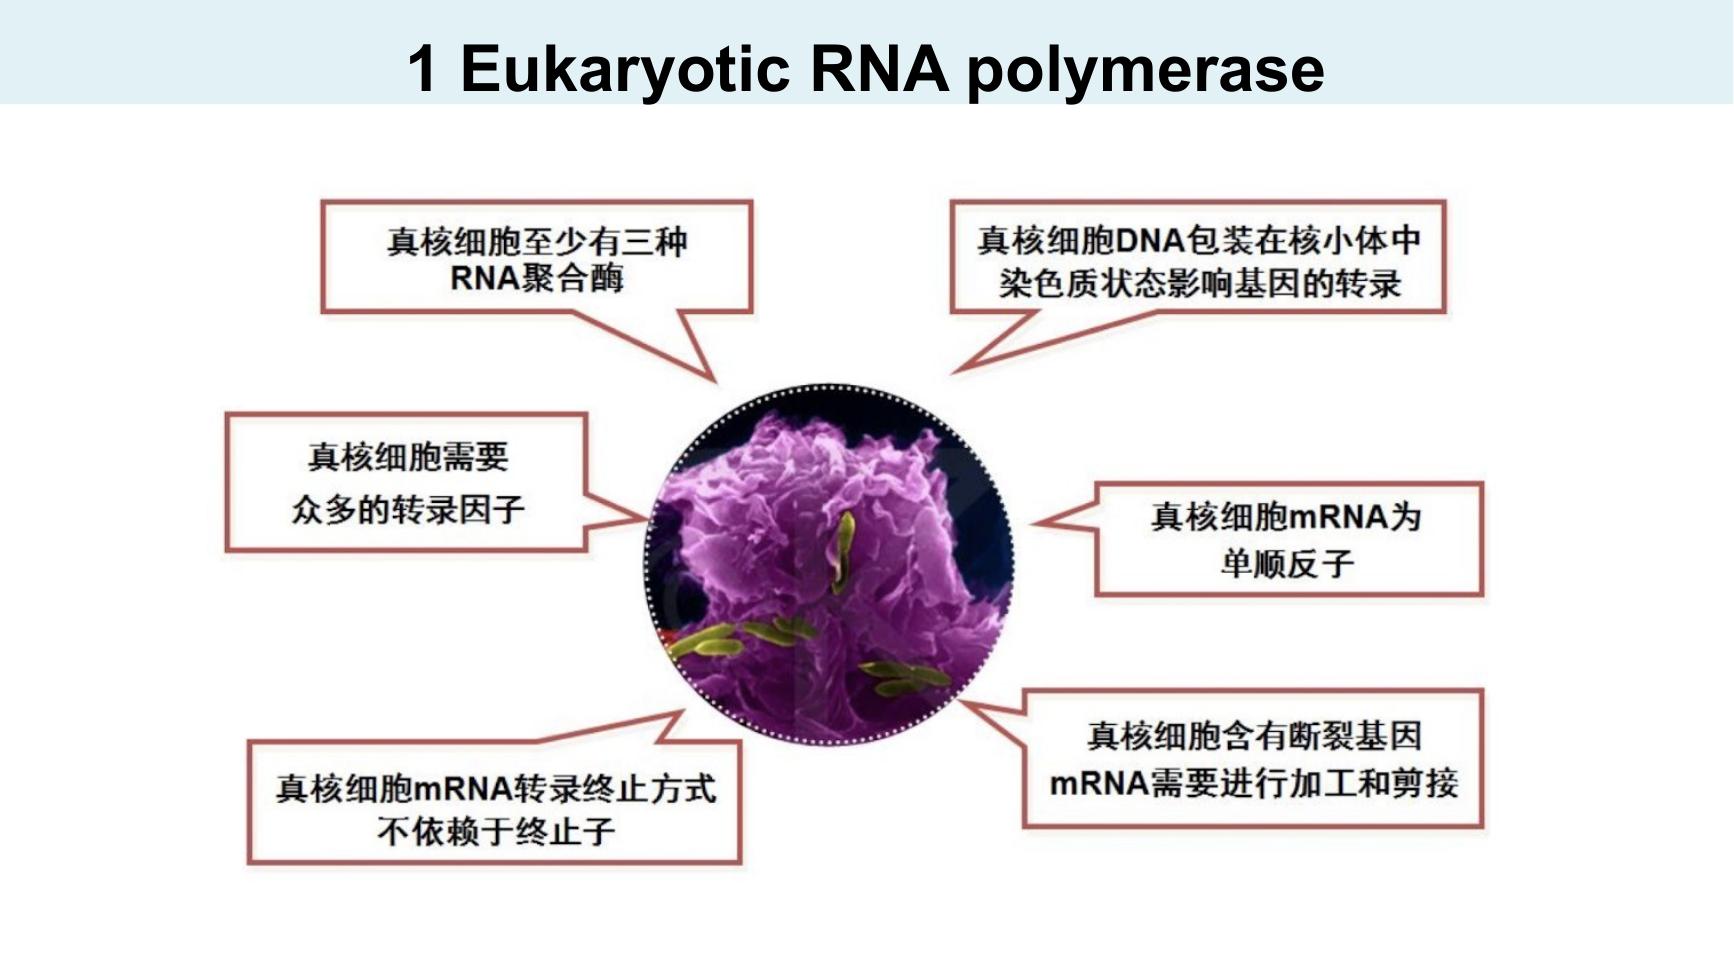 1 Eukaryotic RNA polymerase
真核细胞至少有三种
RNA聚合酶
真核细胞DNA包装在核小体中
染色质状态影响基因的转录
真核细胞需要
众多的转录因子
真核细胞mRNA为
单顺反子
真核细胞mRNA转录终止方式
不依赖于终止子
真核细胞含有断裂基因
mRNA需要进行加工和剪接